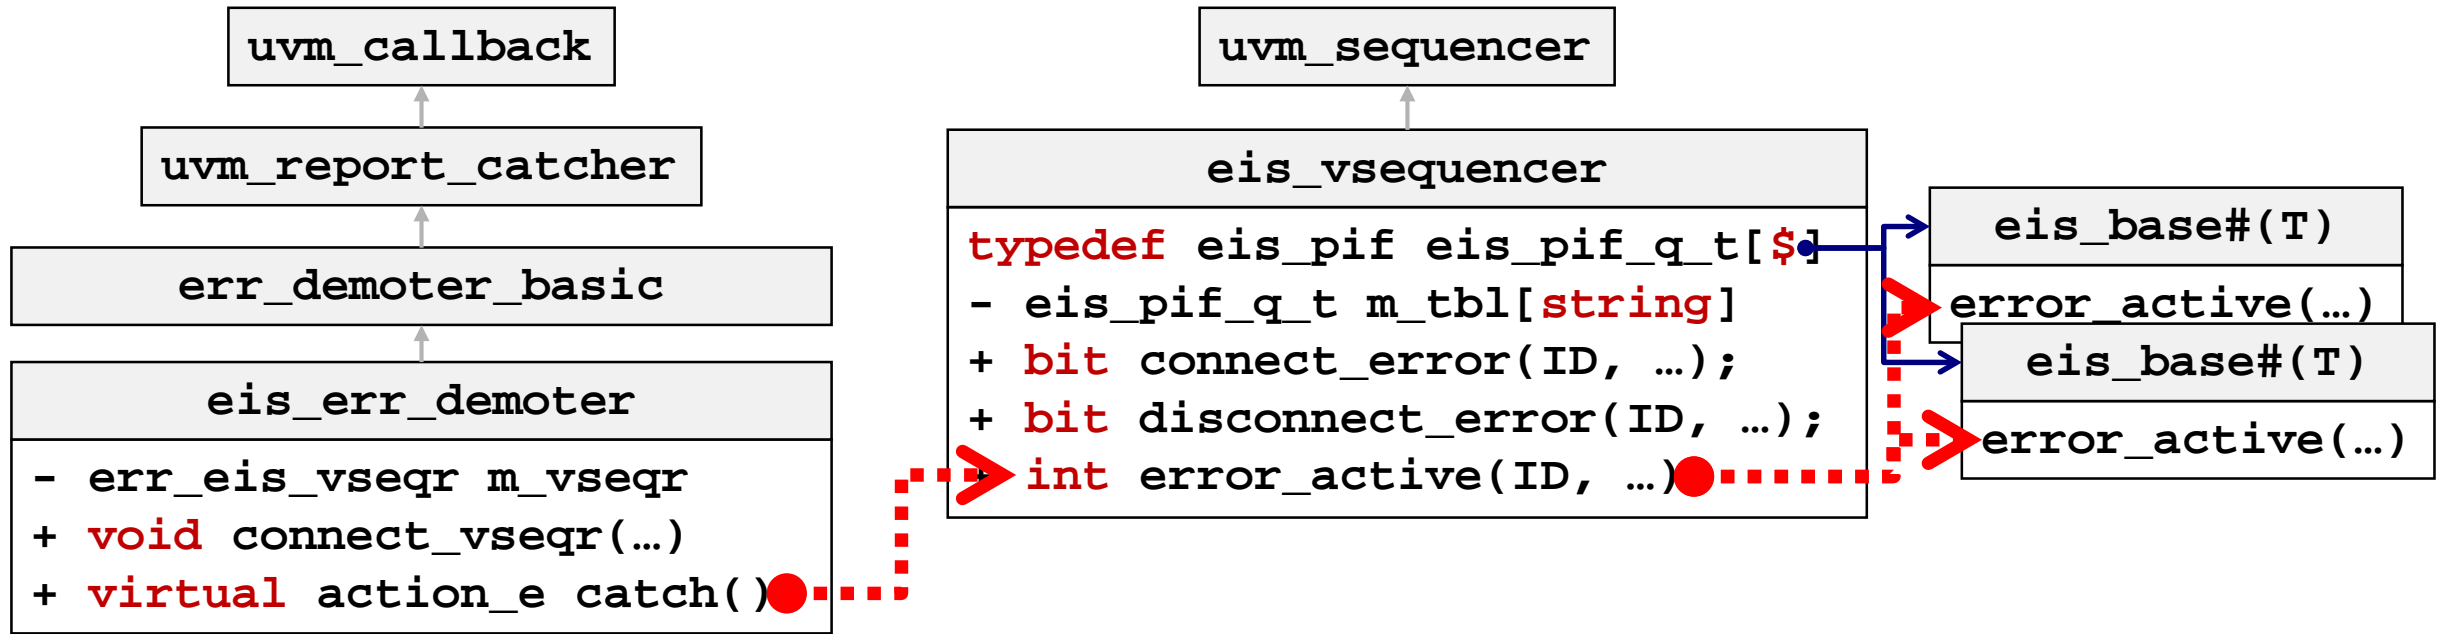 uvm_callback
uvm_report_catcher
err_demoter_basic
eis_err_demoter
- err_eis_vseqr m_vseqr
+ void connect_vseqr(…)
+ virtual action_e catch()
uvm_sequencer
eis_vsequencer
typedef eis_pif eis_pif_q_t[$]
- eis_pif_q_t m_tbl[string]
+ bit connect_error(ID, …);
+ bit disconnect_error(ID, …);
+ int error_active(ID, …)
eis_base#(T)
error_active(…)
eis_base#(T)
error_active(…)